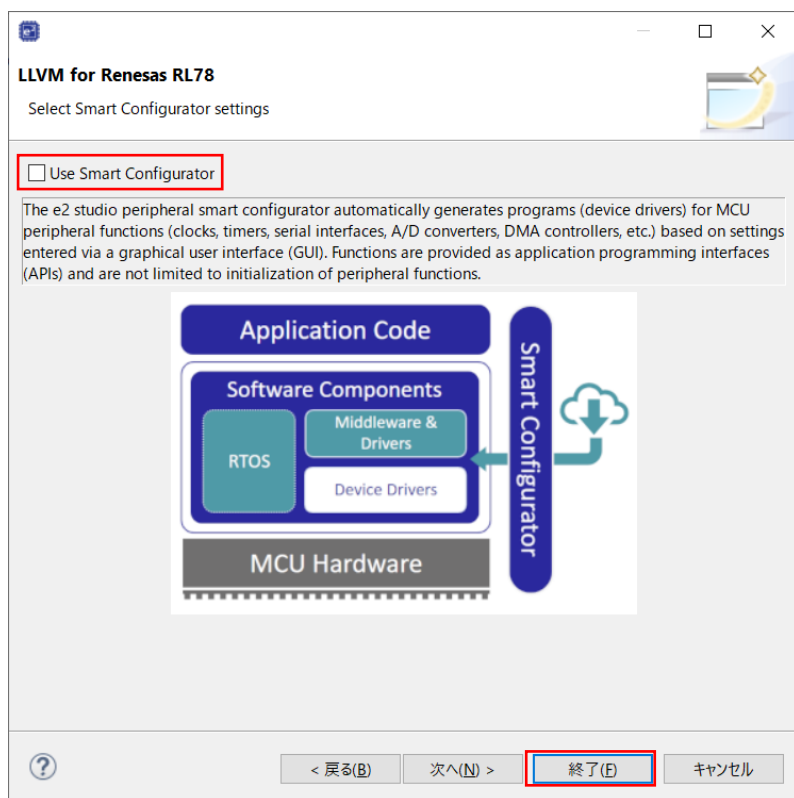 LLVM for Renesas RL78
Select Smart Configurator settings
Use Smart Configurator
The e2 studio peripheral smart configurator automatically generates programs (device drivers) for MCU
peripheral functions (clocks, timers, serial interfaces, A/D converters, DMA controllers, etc.) based on settings
entered via a graphical user interface (GUI). Functions are provided as application programming interfaces
(APIs) and are not limited to initialization of peripheral functions.
Application Code
Software Components
RTOS
Middleware &
Drivers
Device Drivers
MCU Hardware
Smart Configurator
?
< 戻る(B)
次へ(N) >
終了(F)
キャンセル